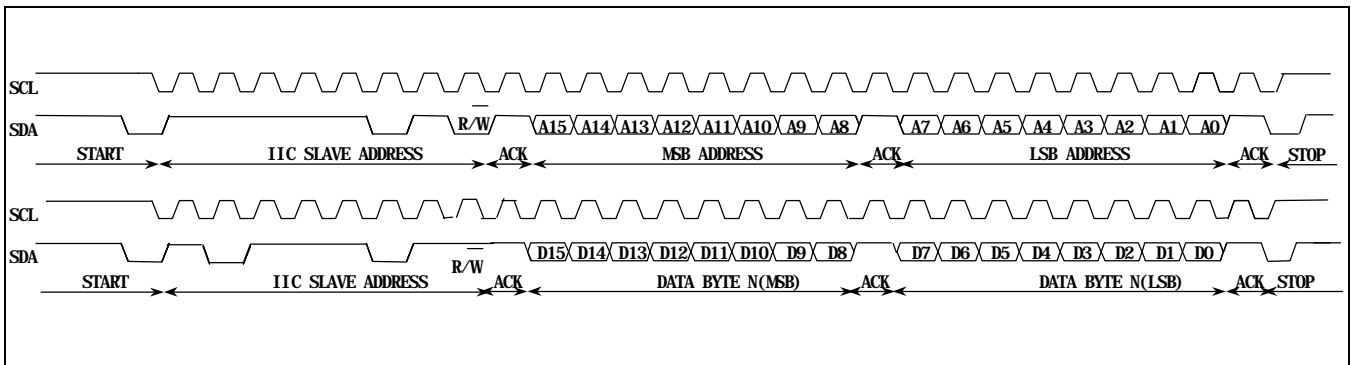 SCL
SDA R/W A15 A14 A13 A12 A11 A10 A9 A8 A7 A6 A5 A4 A3 A2 A1 A0
START IIC SLAVE ADDRESS ACK MSB ADDRESS ACK LSB ADDRESS ACK STOP
SCL
SDA R/W D15 D14 D13 D12 D11 D10 D9 D8 D7 D6 D5 D4 D3 D2 D1 D0
START IIC SLAVE ADDRESS ACK DATA BYTE N(MSB) ACK DATA BYTE N(LSB) ACK STOP